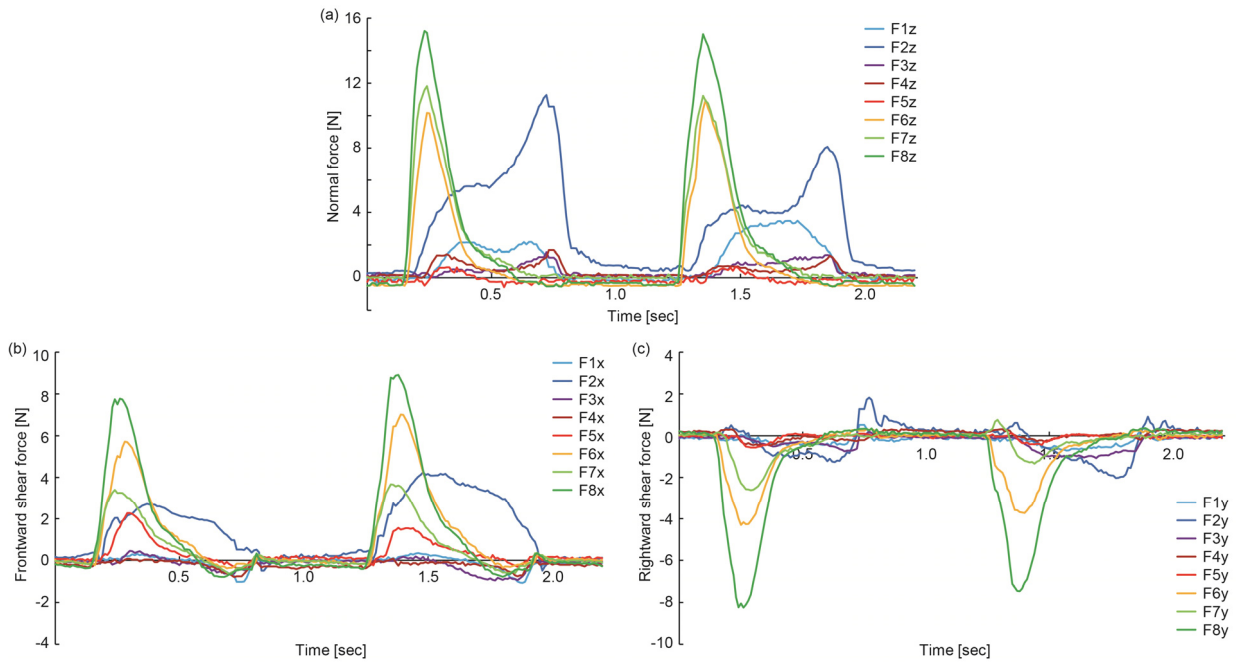 (a)
16
12
8
4
0
Normal force [N]
0.5
1.0
1.5
2.0
Time [sec]
F1z
F2z
F3z
F4z
F5z
F6z
F7z
F8z
(b)
10
8
6
4
2
0
-2
-4
Frontward shear force [N]
0.5
1.0
1.5
2.0
Time [sec]
F1x
F2x
F3x
F4x
F5x
F6x
F7x
F8x
(c)
4
2
0
-2
-4
-6
-8
-10
Rightward shear force [N]
0.5
1.0
1.5
2.0
Time [sec]
F1y
F2y
F3y
F4y
F5y
F6y
F7y
F8y